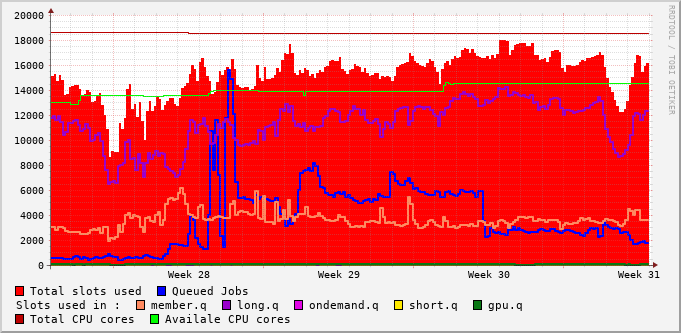 20000
18000
16000
14000
12000
10000
8000
6000
4000
2000
0
Week 28 Week 29 Week 30 Week 31
Total slots used Queued Jobs
Slots used in : member.q long.q ondemand.q short.q gpu.q
Total CPU cores Availale CPU cores
RRDTOOL / TOBI OETIKER